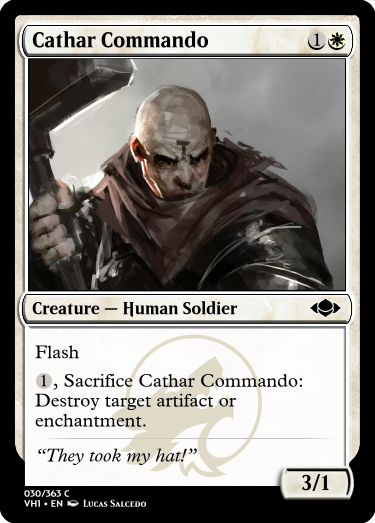 Cathar Commando 1
Creature — Human Soldier
Flash
1, Sacrifice Cathar Commando:
Destroy target artifact or
enchantment.
“They took my hat!”
3/1
030/363 C
VH1 • EN Lucas Salcedo